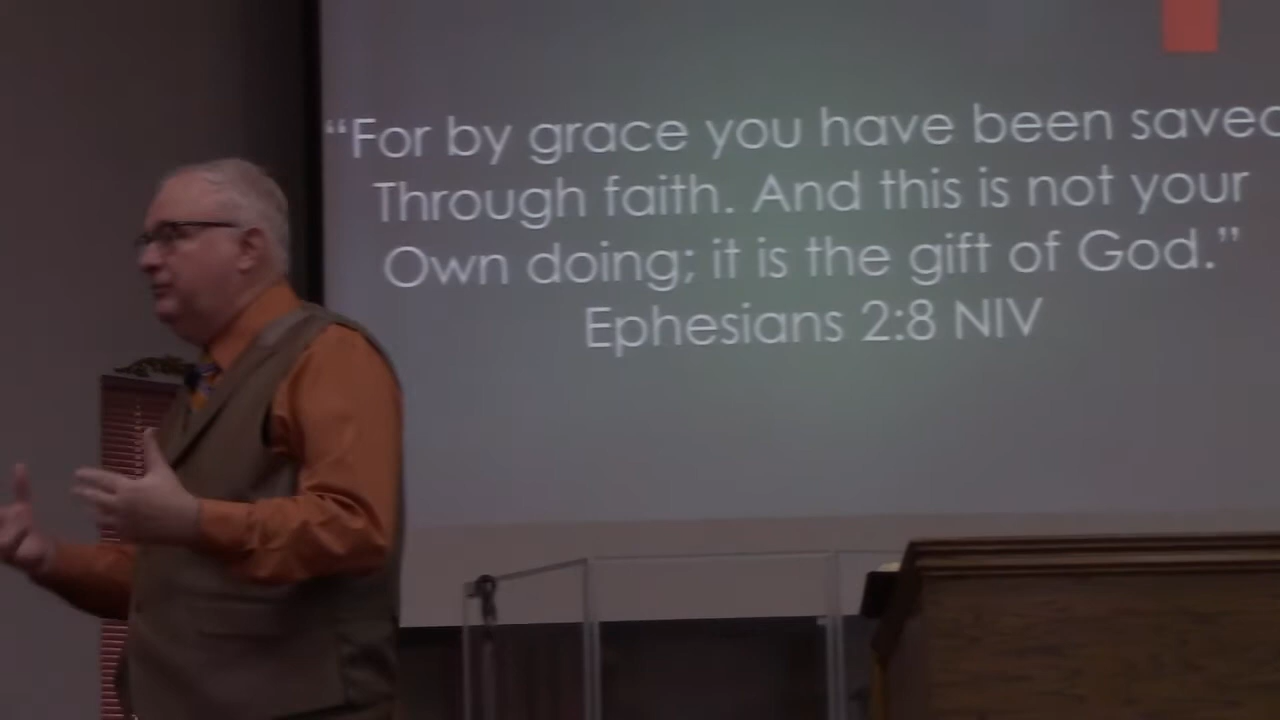 “For by grace you have been saved
Through faith. And this is not your
Own doing; it is the gift of God.”
Ephesians 2:8 NIV